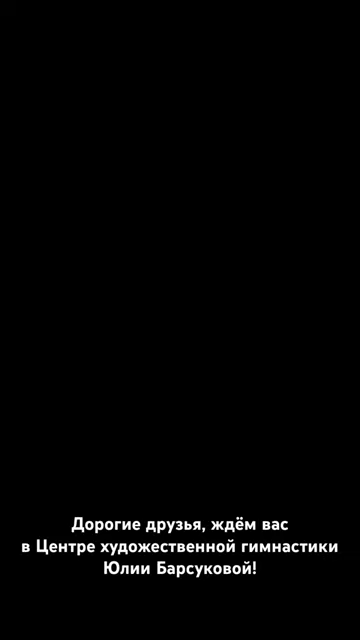 Дорогие друзья, ждём вас
в Центре художественной гимнастики
Юлии Барсуковой!